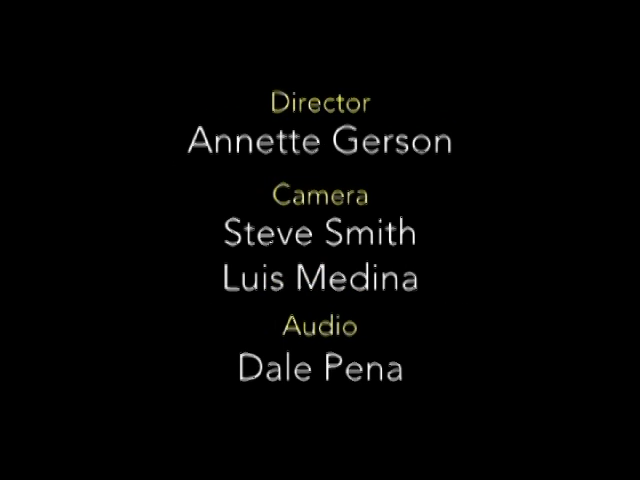 Director
Annette Gerson
Camera
Steve Smith
Luis Medina
Audio
Dale Pena